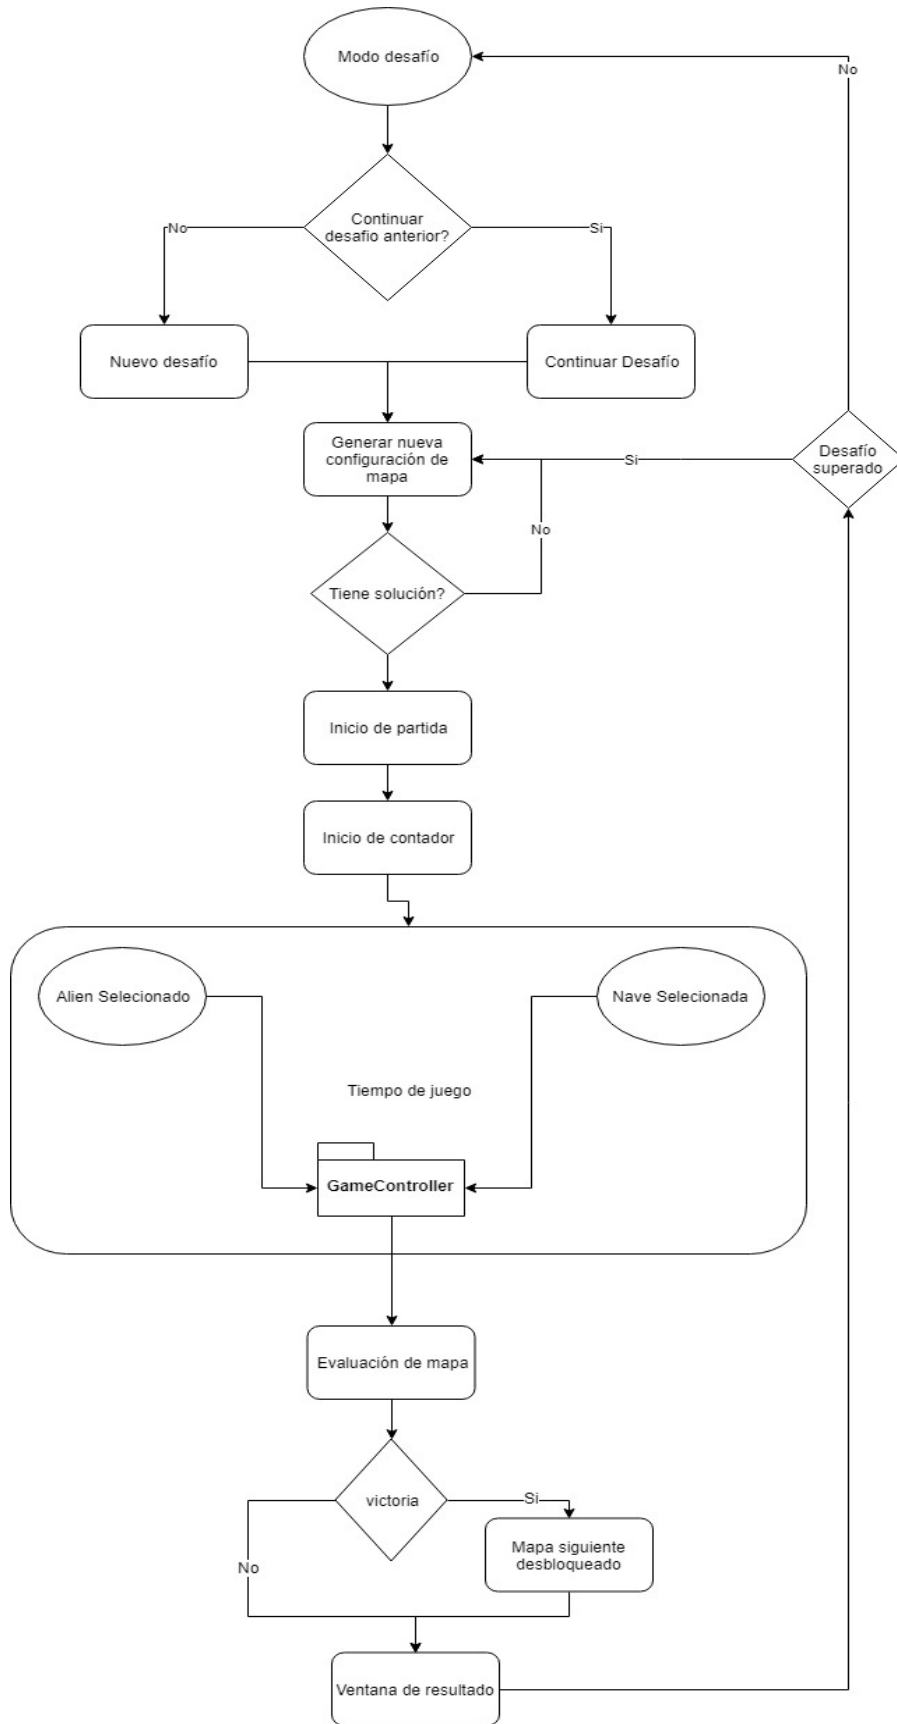 Modo desafío
No
Continuar
desafio anterior?
No
Si
Nuevo desafío
Continuar Desafío
Generar nueva
configuración de
mapa
Si
Desafío
superado
No
Tiene solución?
Inicio de partida
Inicio de contador
Alien Selecionado
Nave Selecionada
Tiempo de juego
GameController
Evaluación de mapa
victoria
Si
Mapa siguiente
desbloqueado
No
Ventana de resultado